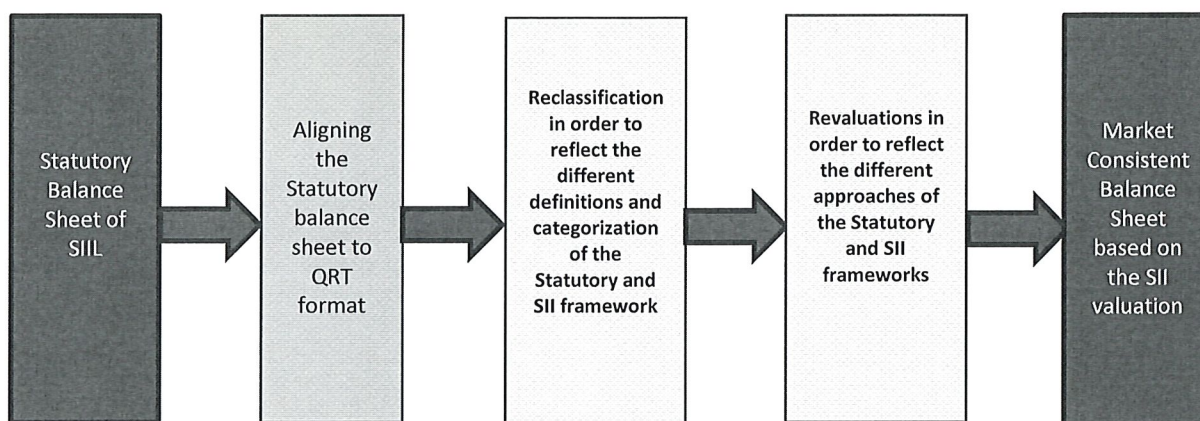 Statutory
Balance
Sheet of
SIIL
Aligning
the
Statutory
balance
sheet to
QRT
format
Reclassification
in order to
reflect the
different
definitions and
categorization
of the
Statutory and
SII framework
Revaluations in
order to reflect
the different
approaches of
the Statutory
and SII
frameworks
Market
Consistent
Balance
Sheet
based on
the SII
valuation